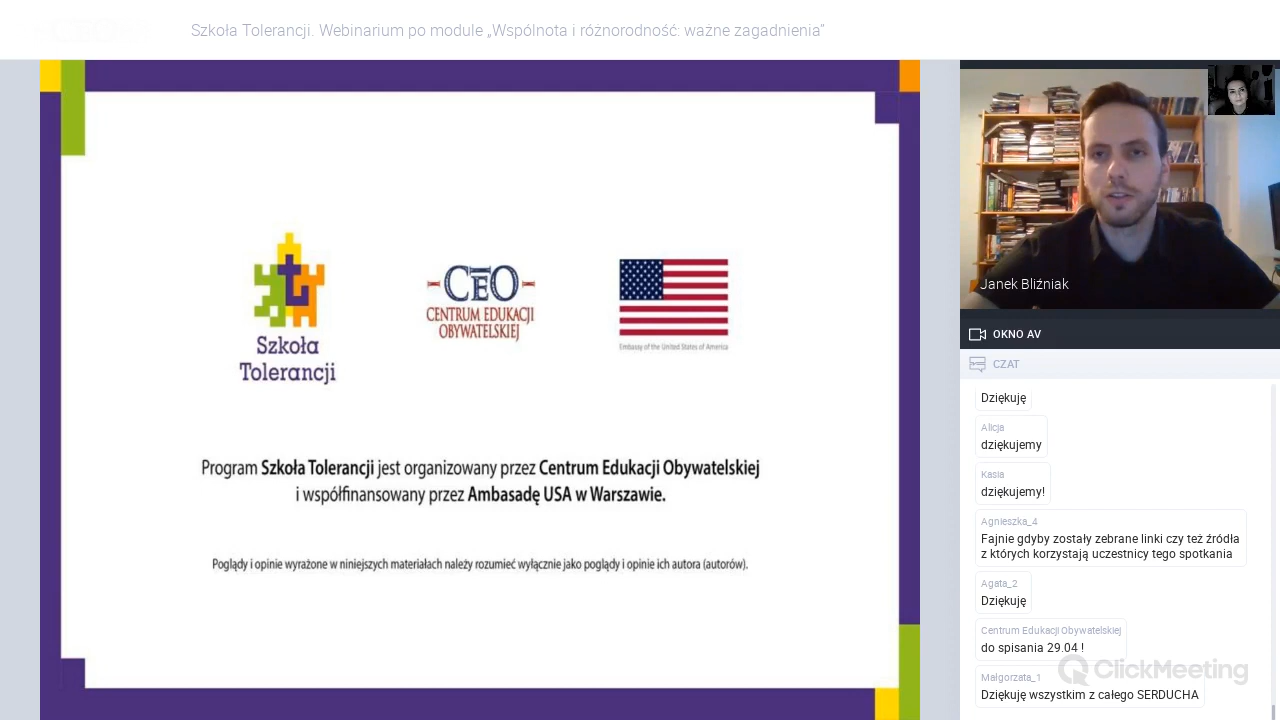 Szkoła Tolerancji. Webinarium po module „Wspólnota i różnorodność: ważne zagadnienia”
Szkoła
Tolerancji
CEO
CENTRUM EDUKACJI
OBYWATELSKIEJ
Embassy of the United States of America
Program Szkoła Tolerancji jest organizowany przez Centrum Edukacji Obywatelskiej
i współfinansowany przez Ambasadę USA w Warszawie.
Poglądy i opinie wyrażone w niniejszych materiałach należy rozumieć wyłącznie jako poglądy i opinie ich autora (autorów).
Janek Bliźniak
OKNO AV
CZAT
Dziękuję
Alicja
dziękujemy
Kasia
dziękujemy!
Agnieszka_4
Fajnie gdyby zostały zebrane linki czy też źródła
z których korzystają uczestnicy tego spotkania
Agata_2
Dziękuję
Centrum Edukacji Obywatelskiej
do spisania 29.04 !
ClickMeeting
Małgorzata_1
Dziękuję wszystkim z całego SERDUCHA